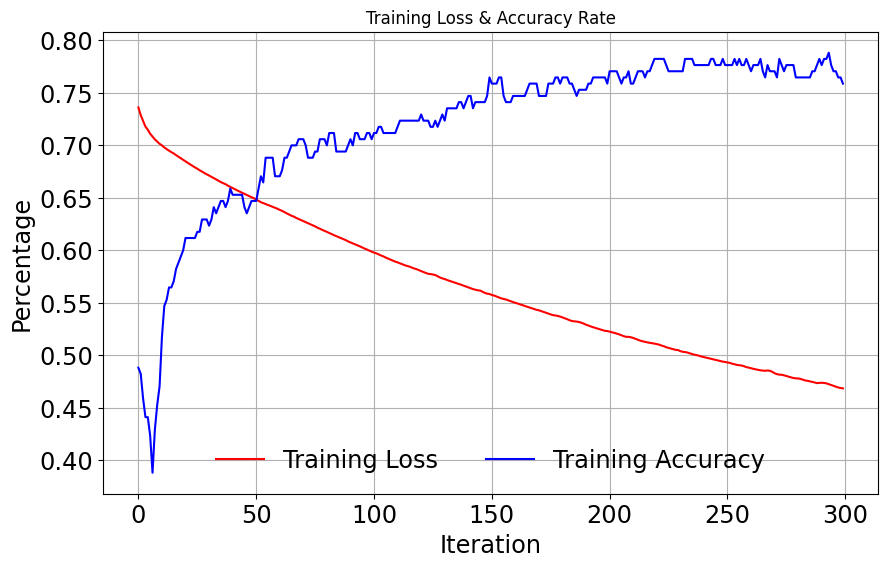 Training Loss & Accuracy Rate
0.80
0.75
0.70
0.65
0.60
0.55
0.50
0.45
0.40
Percentage
Training Loss
Training Accuracy
0 50 100 150 200 250 300
Iteration